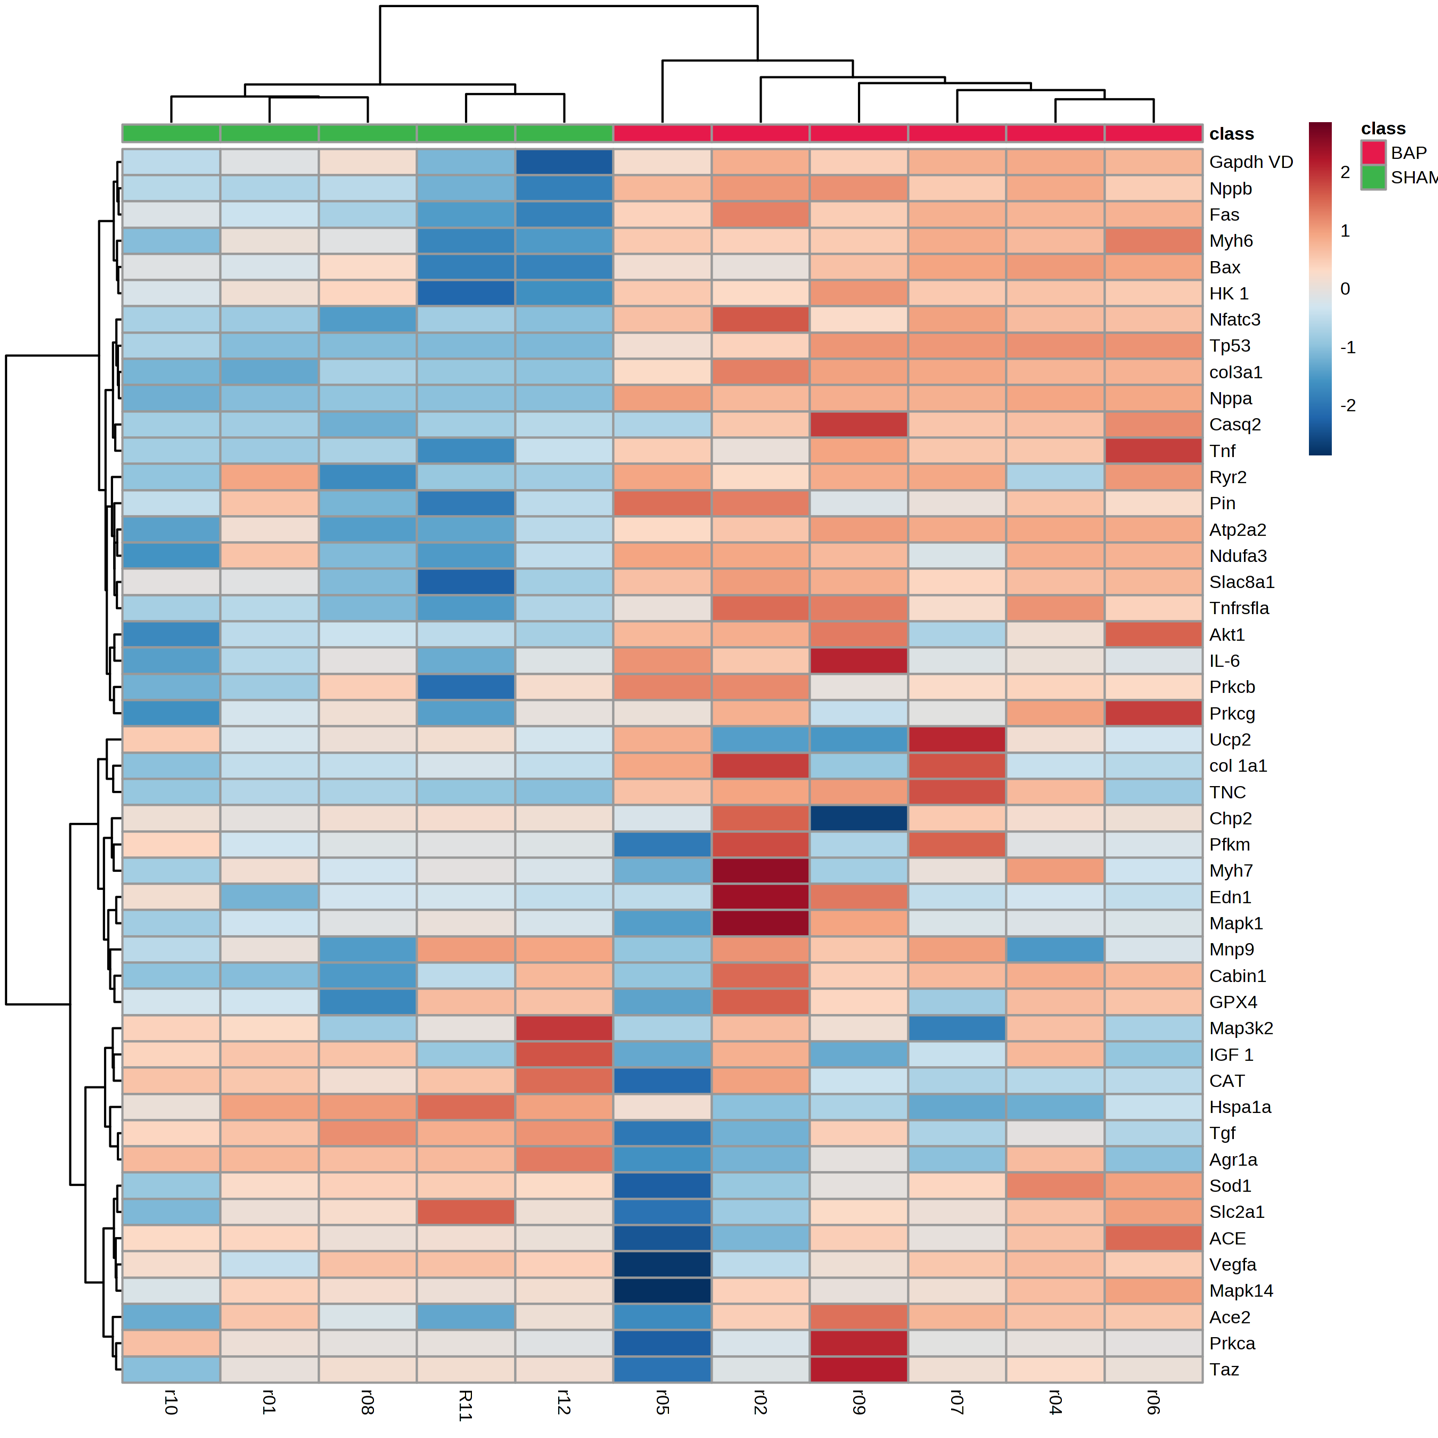 class
class
BAP
SHAM
2
1
0
-1
-2
Gapdh VD
Nppb
Fas
Myh6
Bax
HK 1
Nfatc3
Tp53
col3a1
Nppa
Casq2
Tnf
Ryr2
Pin
Atp2a2
Ndufa3
Slac8a1
Tnfrsfla
Akt1
IL-6
Prkcb
Prkcg
Ucp2
col 1a1
TNC
Chp2
Pfkm
Myh7
Edn1
Mapk1
Mnp9
Cabin1
GPX4
Map3k2
IGF 1
CAT
Hspa1a
Tgf
Agr1a
Sod1
Slc2a1
ACE
Vegfa
Mapk14
Ace2
Prkca
Taz
r10 r01 r08 R11 r12 r05 r02 r09 r07 r04 r06